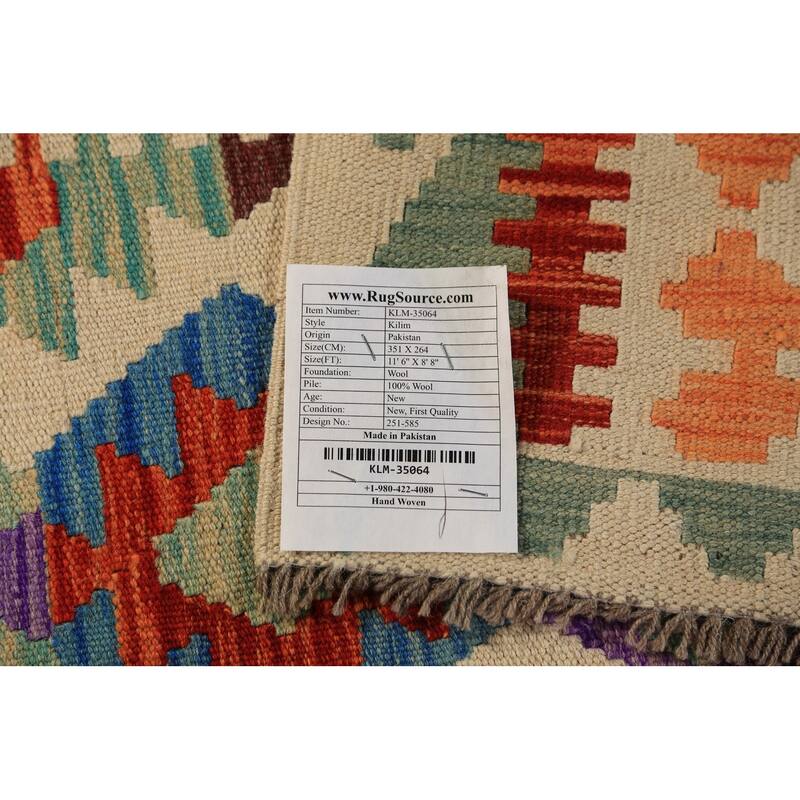 www.RugSource.com
Item Number: KLM-35064
Style Kilim
Origin Pakistan
Size(CM): 351 X 264
Size(FT): 11' 6" X 8' 8"
Foundation: Wool
Pile: 100% Wool
Age: New
Condition: New, First Quality
Design No.: 251-585
Made in Pakistan
KLM-35064
+1-980-422-4080
Hand Woven